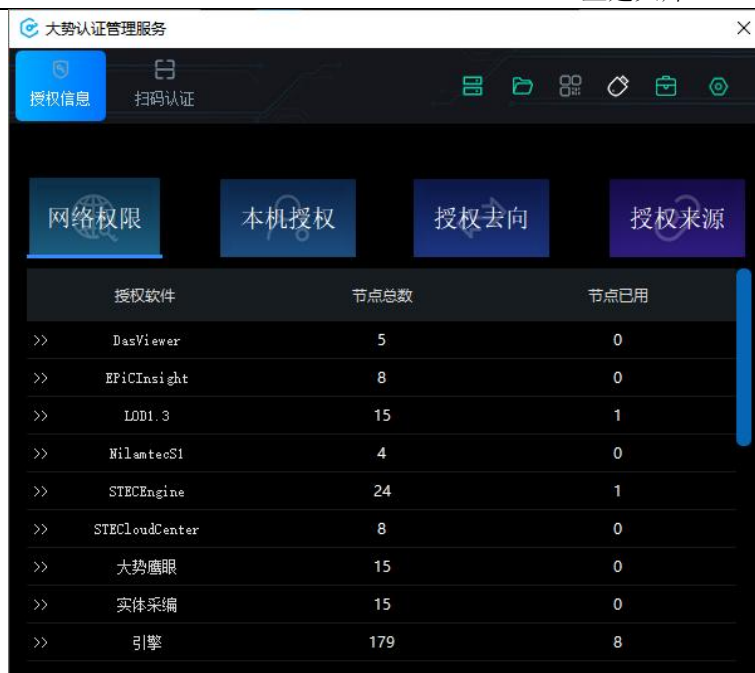 大势认证管理服务
授权信息 扫码认证
网络权限 本机授权 授权去向 授权来源
授权软件 节点总数 节点已用
>> DasViewer 5 0
>> EPiCInsight 8 0
>> LOD1.3 15 1
>> NilamtecS1 4 0
>> STECEngine 24 1
>> STECloudCenter 8 0
>> 大势鹰眼 15 0
>> 实体采编 15 0
>> 引擎 179 8